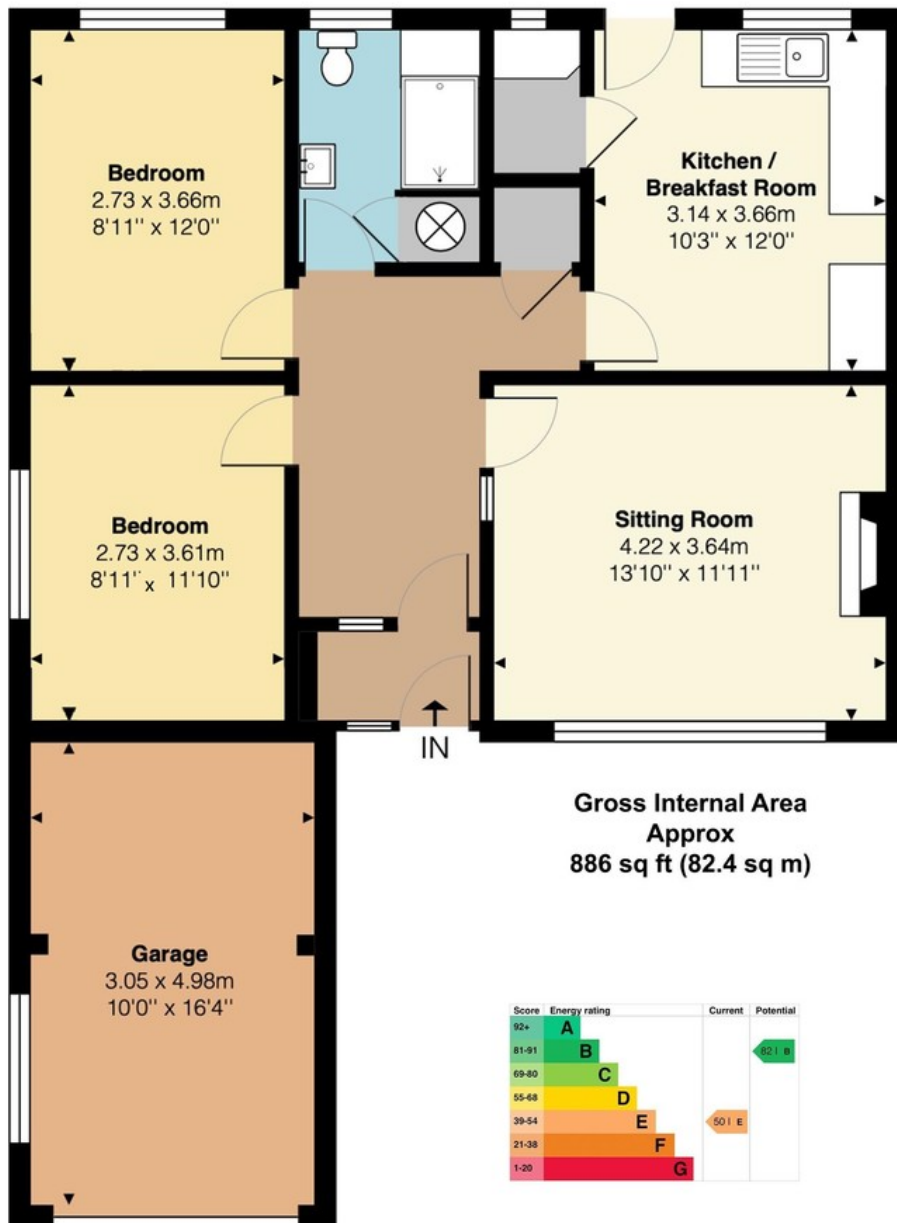 Bedroom
2.73 x 3.66m
8'11'' x 12'0''
Kitchen /
Breakfast Room
3.14 x 3.66m
10'3'' x 12'0''
Bedroom
2.73 x 3.61m
8'11'' x 11'10''
Sitting Room
4.22 x 3.64m
13'10'' x 11'11''
IN
Gross Internal Area
Approx
886 sq ft (82.4 sq m)
Garage
3.05 x 4.98m
10'0'' x 16'4''
Score Energy rating Current Potential
92+ A
81-91 B 82 | B
69-80 C
55-68 D
39-54 E 50 | E
21-38 F
1-20 G